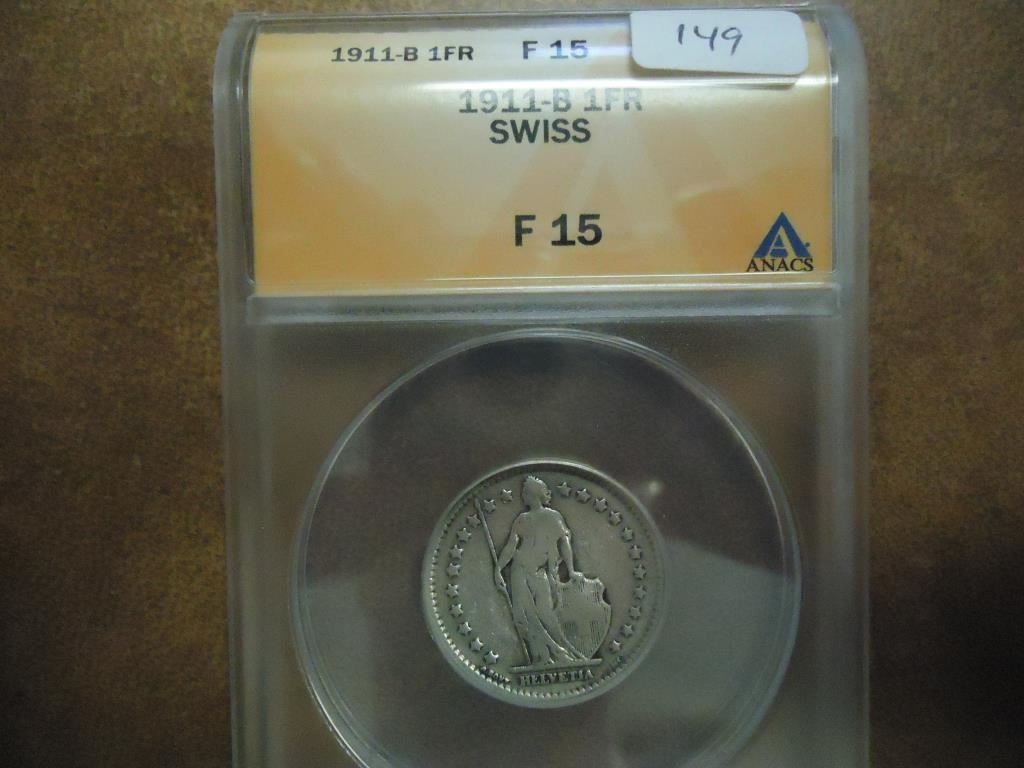 1911-B 1FR F 15
149
1911-B 1FR
SWISS
F 15
ANACS
HELVETIA